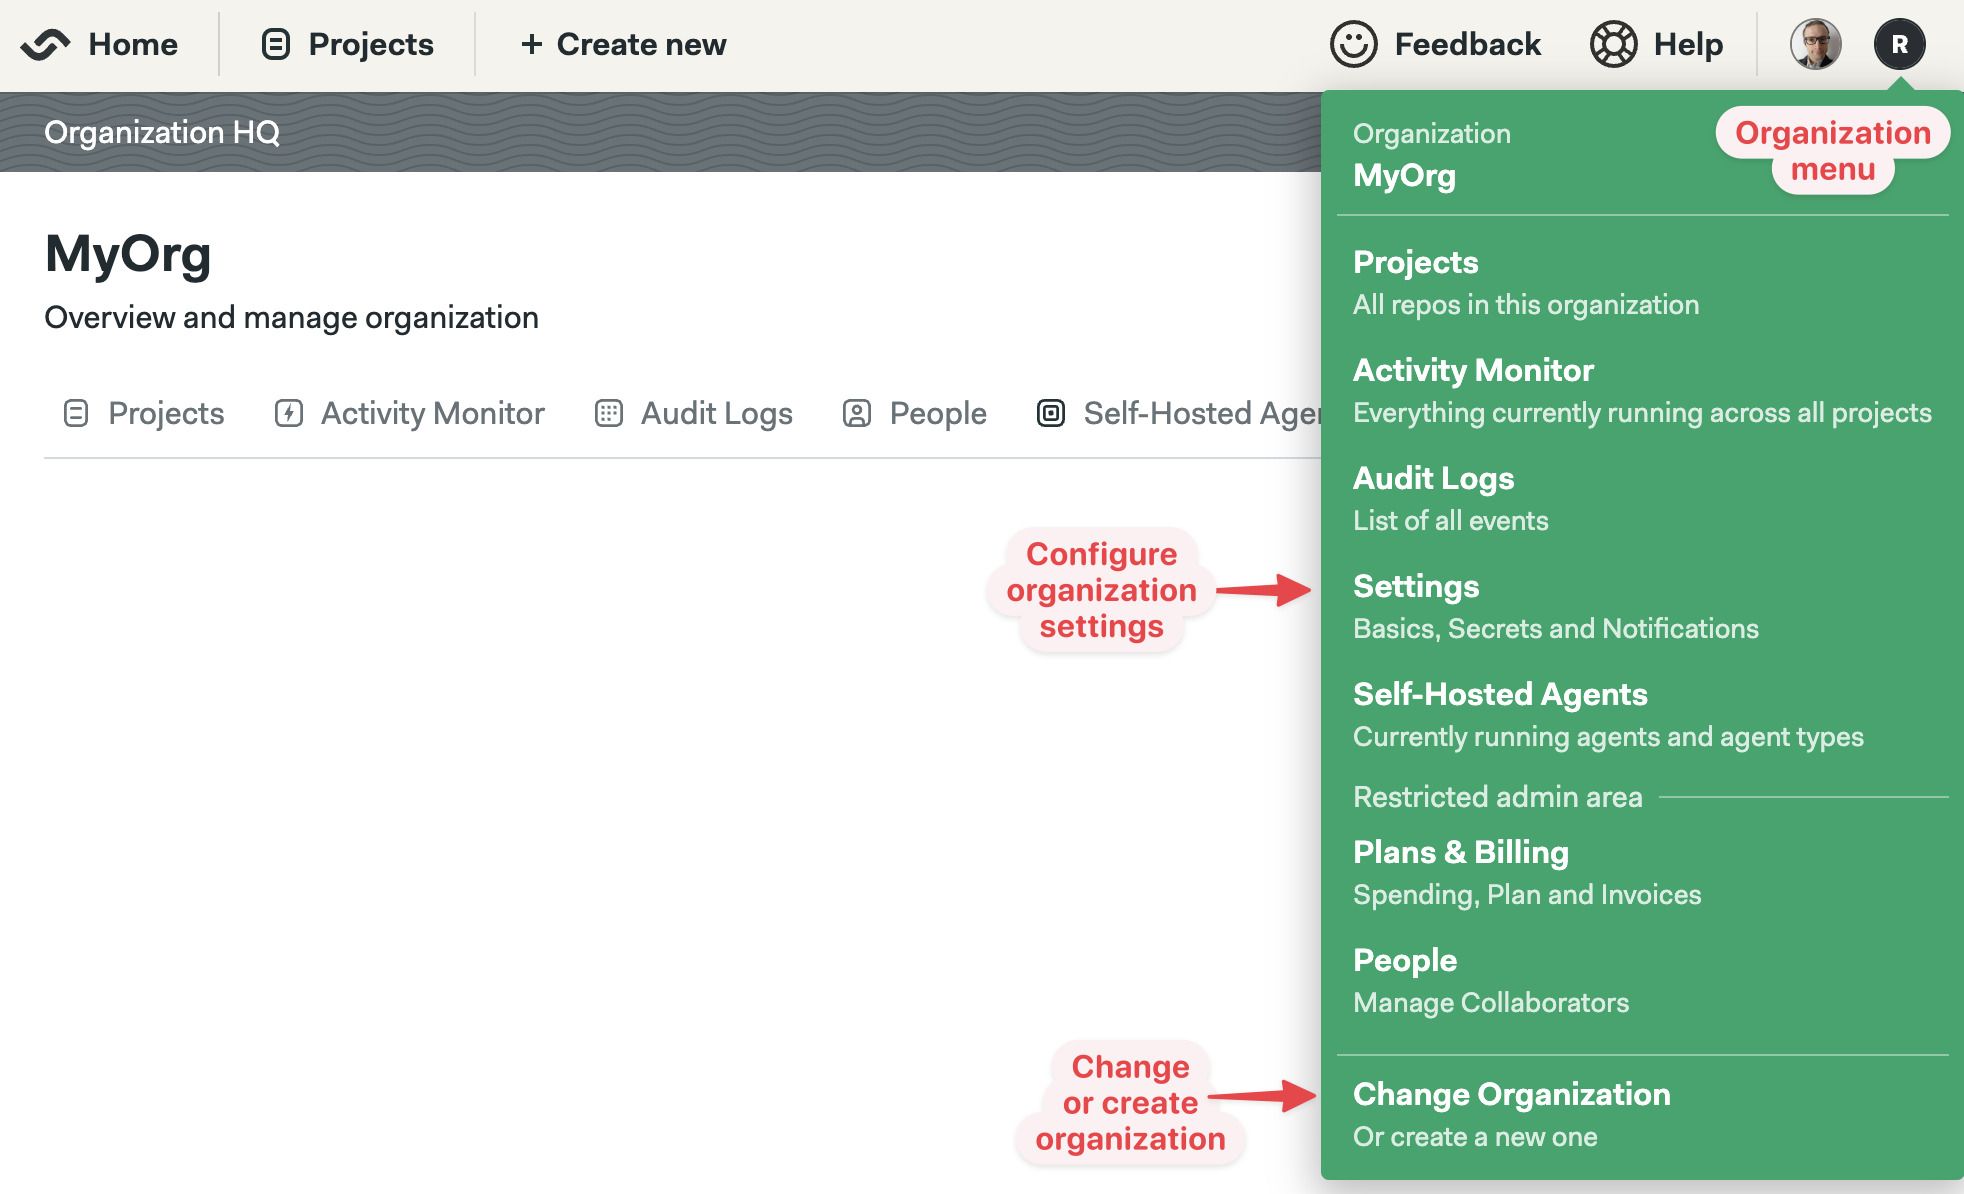 Home
Projects
+ Create new
Feedback
Help
R
Organization HQ
MyOrg
Overview and manage organization
Projects
Activity Monitor
Audit Logs
People
Self-Hosted Agen
Configure
organization
settings
Change
or create
organization
Organization
MyOrg
Organization
menu
Projects
All repos in this organization
Activity Monitor
Everything currently running across all projects
Audit Logs
List of all events
Settings
Basics, Secrets and Notifications
Self-Hosted Agents
Currently running agents and agent types
Restricted admin area
Plans & Billing
Spending, Plan and Invoices
People
Manage Collaborators
Change Organization
Or create a new one